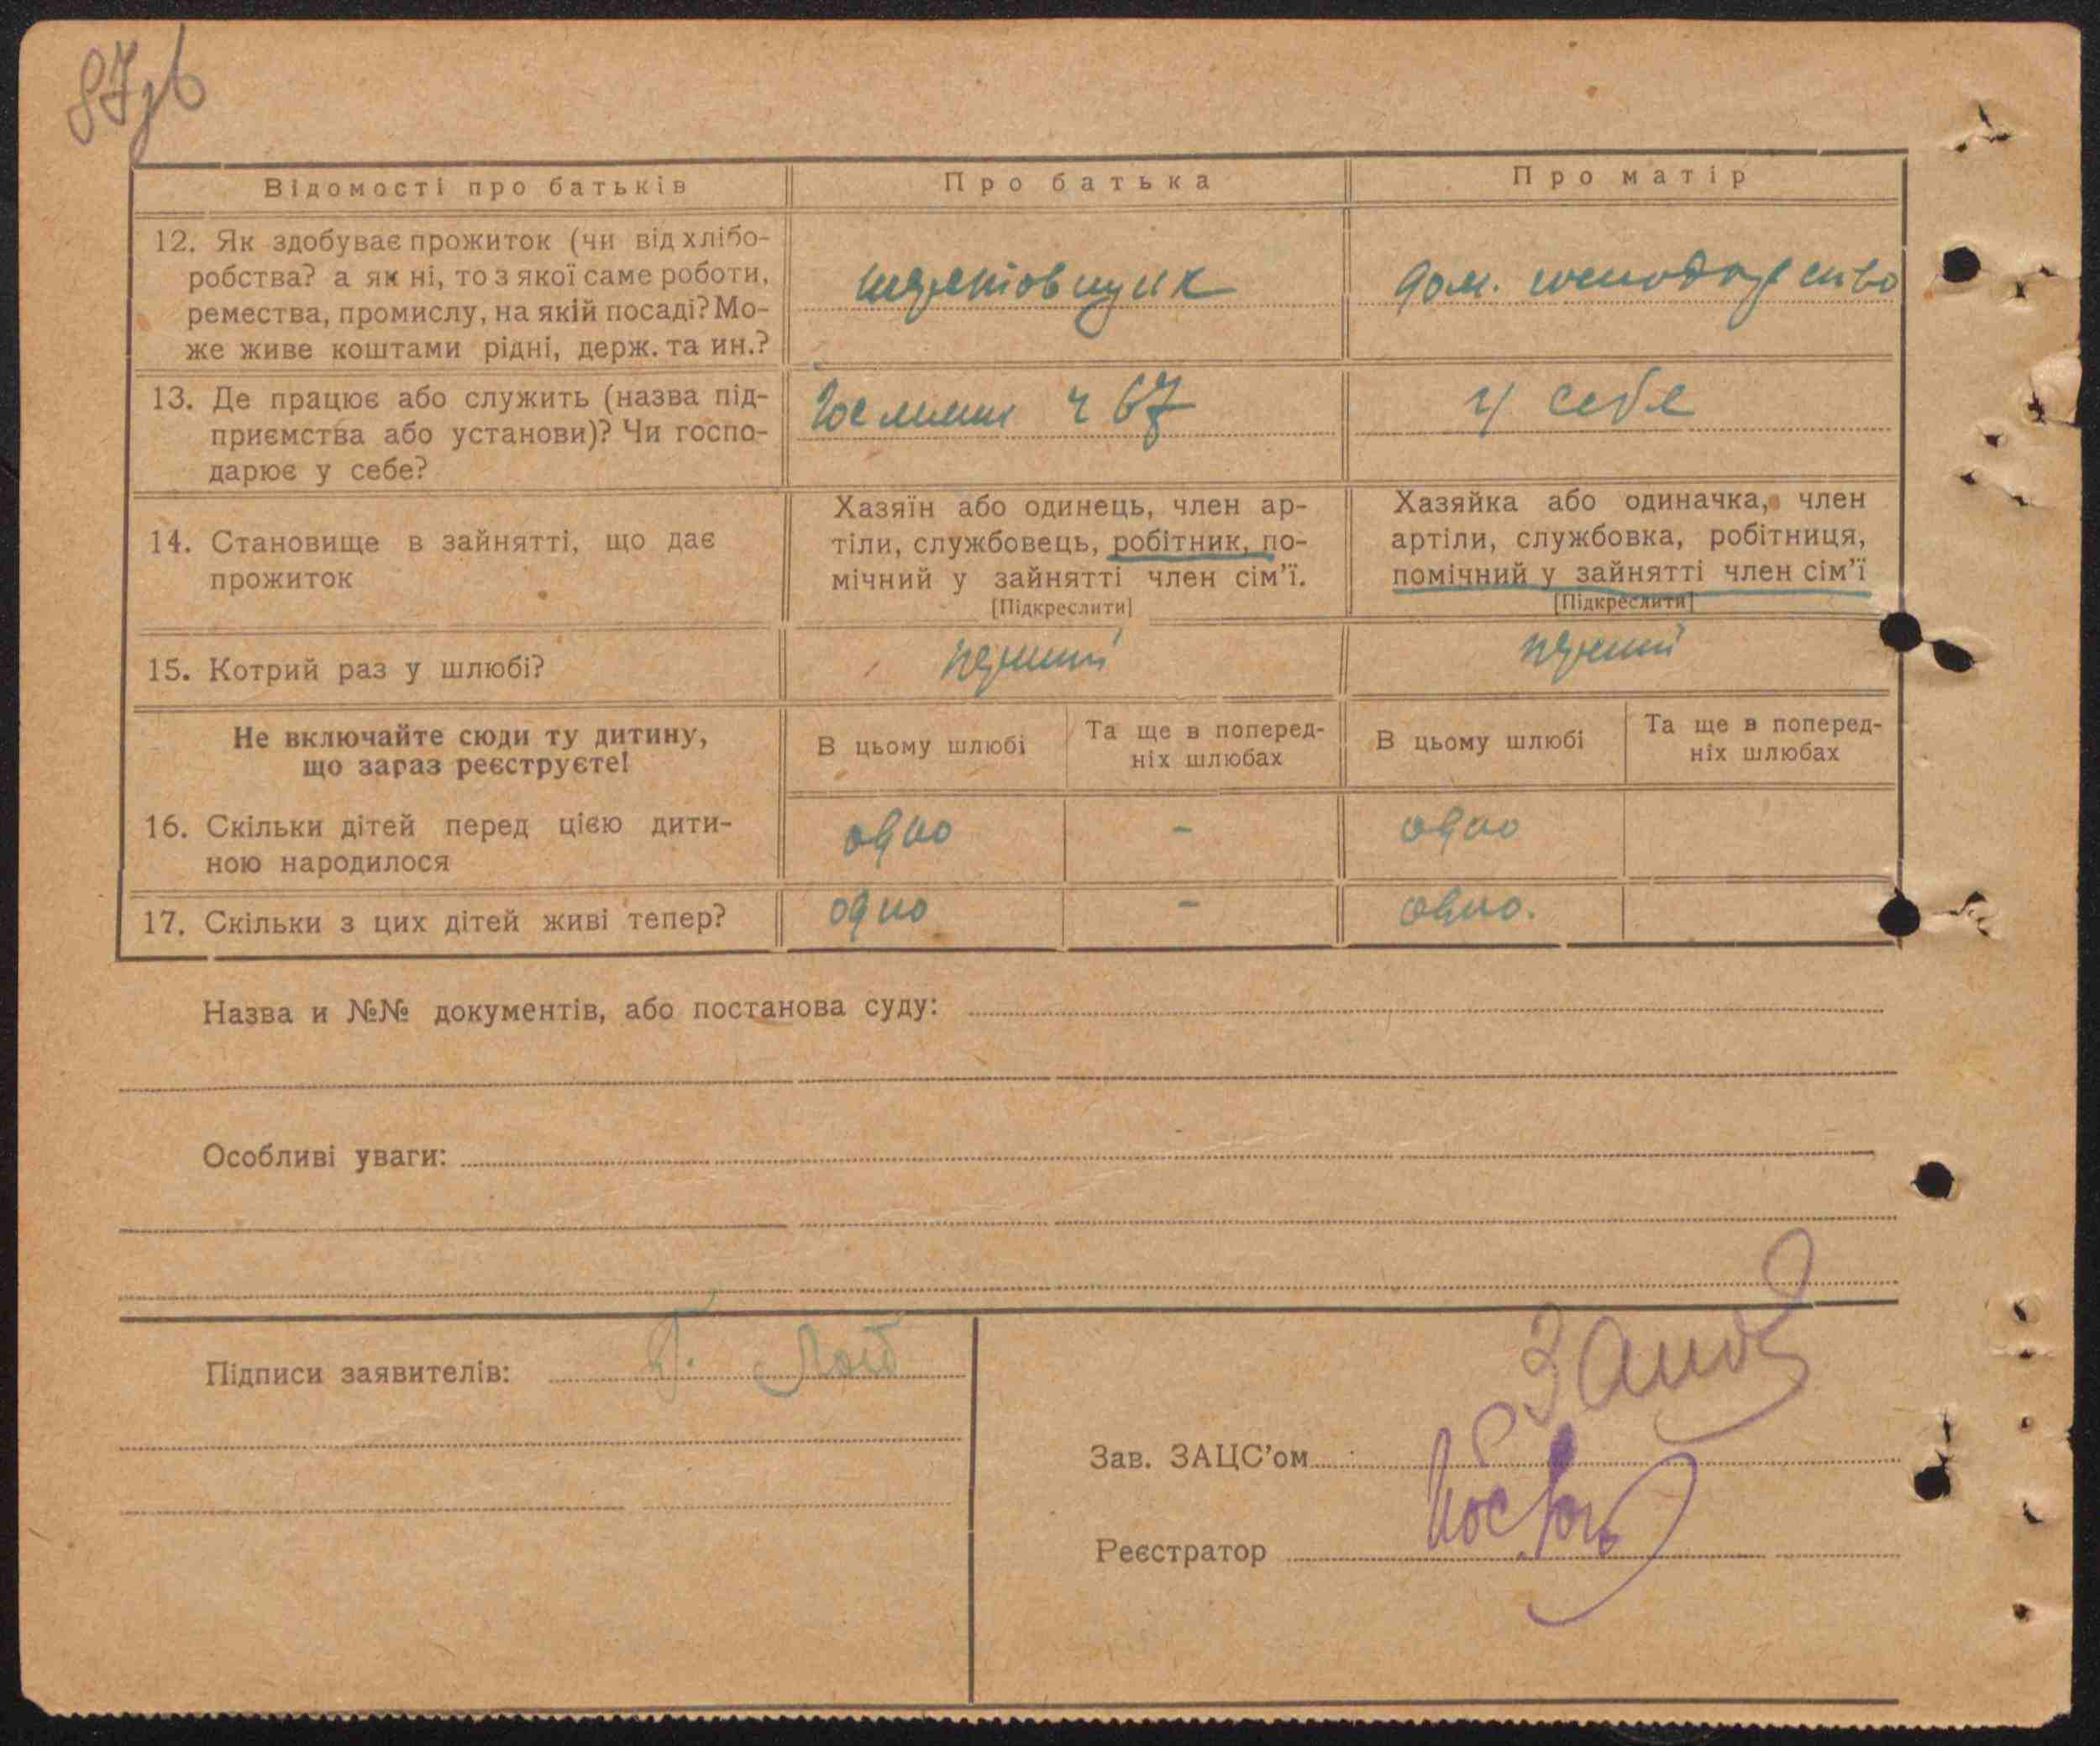 87зв
Відомості про батьків
Про батька
Про матір
12. Як здобуває прожиток (чи від хлібо-
робства? а як ні, то з якої саме роботи,
ремества, промислу, на якій посаді? Мо-
же живе коштами рідні, держ. та ин.?
дом. господарство
13. Де працює або служить (назва під-
приємства або установи)? Чи госпо-
дарює у себе?
Госмлин ч 67
у себе
14. Становище в зайнятті, що дає
прожиток
Хазяїн або одинець, член ар-
тіли, службовець, робітник, по-
мічний у зайнятті член сім'ї.
[Підкреслити]
Хазяйка або одиначка, член
артіли, службовка, робітниця,
помічний у зайнятті член сім'ї
[Підкреслити]
15. Котрий раз у шлюбі?
перший
перший
Не включайте сюди ту дитину,
що зараз реєструєте!
В цьому шлюбі
Та ще в поперед-
ніх шлюбах
В цьому шлюбі
Та ще в поперед-
ніх шлюбах
16. Скільки дітей перед цією дити-
ною народилося
одно
-
одно
17. Скільки з цих дітей живі тепер?
одно
-
одно.
Назва и №№ документів, або постанова суду:
Особливі уваги:
Підписи заявителів:
Зав. ЗАЦС'ом
Реєстратор